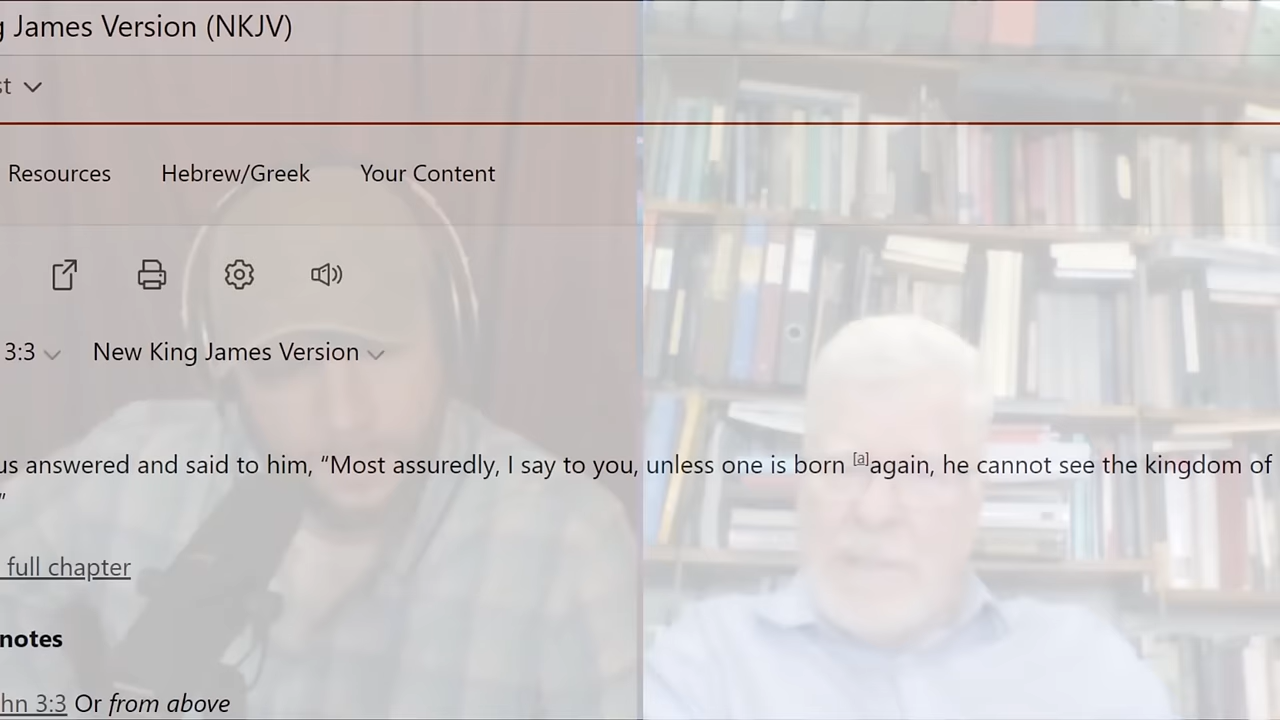 g James Version (NKJV)
st
Resources Hebrew/Greek Your Content
3:3 New King James Version
us answered and said to him, “Most assuredly, I say to you, unless one is born [a]again, he cannot see the kingdom of
”
full chapter
notes
hn 3:3 Or from above